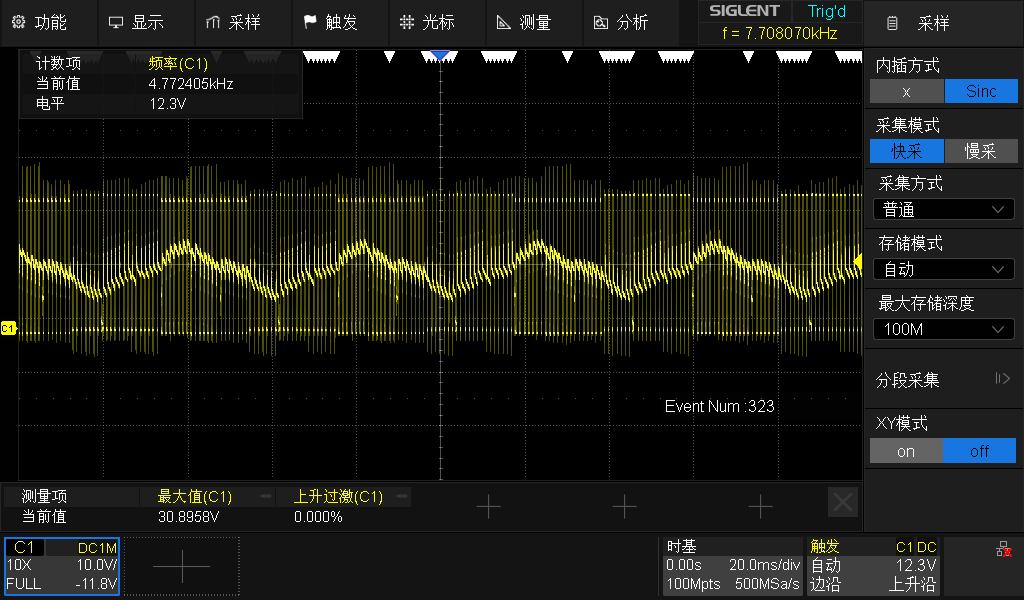 功能 显示 采样 触发 光标 测量 分析
SIGLENT Trig'd
f = 7.708070kHz
采样
计数项 频率(C1)
当前值 4.772405kHz
电平 12.3V
内插方式
x Sinc
采集模式
快采 慢采
采集方式
普通
存储模式
自动
最大存储深度
100M
分段采集
XY模式
on off
C1
Event Num :323
测量项 最大值(C1) 上升过激(C1)
当前值 30.8958V 0.000%
C1 DC1M
10X 10.0V/
FULL -11.8V
时基
0.00s 20.0ms/div
100Mpts 500MSa/s
触发 C1 DC
自动 12.3V
边沿 上升沿